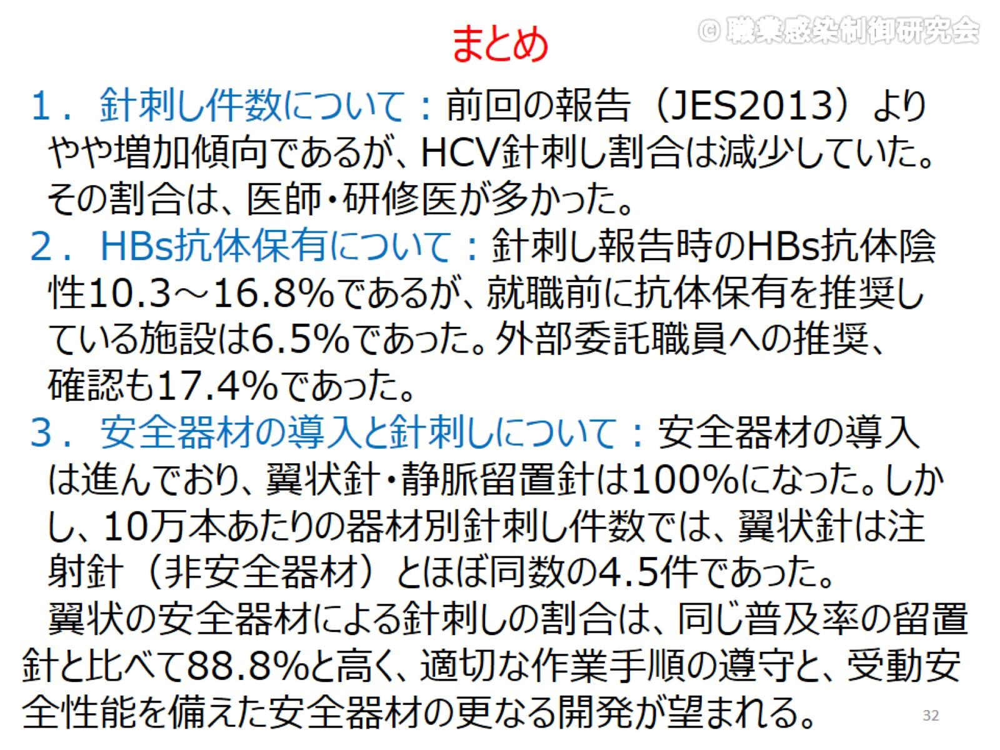 © 職業感染制御研究会
まとめ
１． 針刺し件数について：前回の報告（JES2013）より
やや増加傾向であるが、HCV針刺し割合は減少していた。
その割合は、医師・研修医が多かった。
２． HBs抗体保有について：針刺し報告時のHBs抗体陰
性10.3～16.8%であるが、就職前に抗体保有を推奨し
ている施設は6.5%であった。外部委託職員への推奨、
確認も17.4%であった。
３． 安全器材の導入と針刺しについて：安全器材の導入
は進んでおり、翼状針・静脈留置針は100%になった。しか
し、10万本あたりの器材別針刺し件数では、翼状針は注
射針（非安全器材）とほぼ同数の4.5件であった。
翼状の安全器材による針刺しの割合は、同じ普及率の留置
針と比べて88.8%と高く、適切な作業手順の遵守と、受動安
全性能を備えた安全器材の更なる開発が望まれる。
32